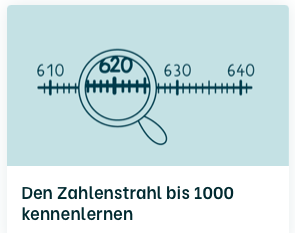 610 620 630 640
Den Zahlenstrahl bis 1000
kennenlernen